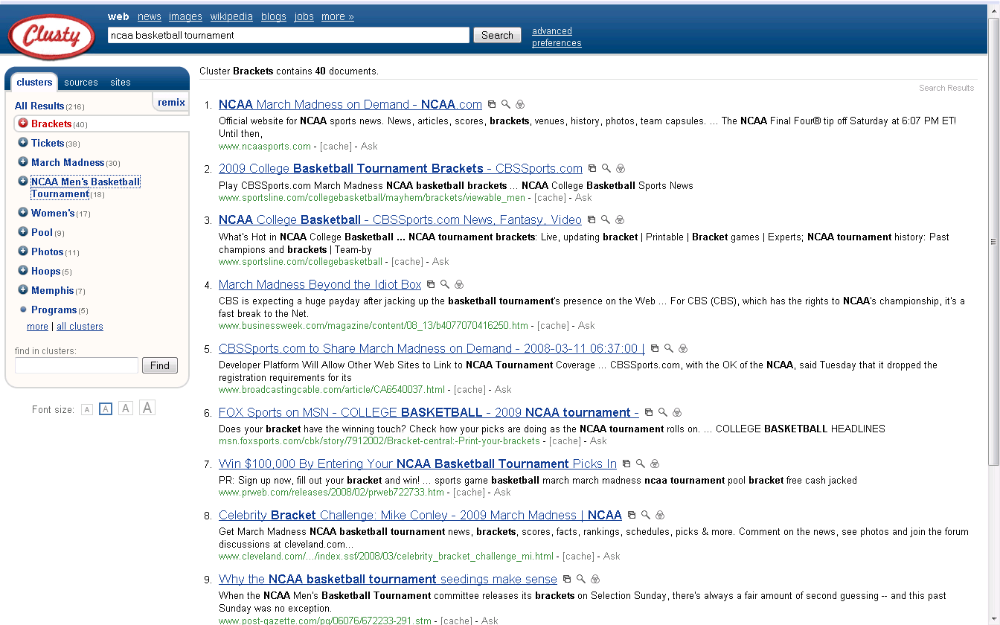 Clusty
web news images wikipedia blogs jobs more »
ncaa basketball tournament Search advanced
preferences
clusters sources sites
remix
All Results (216)
Brackets (40)
Tickets (38)
March Madness (30)
NCAA Men's Basketball
Tournament (18)
Women's (17)
Pool (9)
Photos (11)
Hoops (5)
Memphis (7)
Programs (5)
more | all clusters
find in clusters:
Find
Font size: A A A A
Cluster Brackets contains 40 documents.
Search Results
1. NCAA March Madness on Demand - NCAA.com
Official website for NCAA sports news. News, articles, scores, brackets, venues, history, photos, team capsules. ... The NCAA Final Four® tip off Saturday at 6:07 PM ET!
Until then,
www.ncaasports.com - [cache] - Ask
2. 2009 College Basketball Tournament Brackets - CBSSports.com
Play CBSSports.com March Madness NCAA basketball brackets ... NCAA College Basketball Sports News
www.sportsline.com/collegebasketball/mayhem/brackets/viewable_men - [cache] - Ask
3. NCAA College Basketball - CBSSports.com News, Fantasy, Video
What's Hot in NCAA College Basketball ... NCAA tournament brackets: Live, updating bracket | Printable | Bracket games | Experts; NCAA tournament history: Past
champions and brackets | Team-by
www.sportsline.com/collegebasketball - [cache] - Ask
4. March Madness Beyond the Idiot Box
CBS is expecting a huge payday after jacking up the basketball tournament's presence on the Web ... For CBS (CBS), which has the rights to NCAA's championship, it's a
fast break to the Net.
www.businessweek.com/magazine/content/08_13/b4077070416250.htm - [cache] - Ask
5. CBSSports.com to Share March Madness on Demand - 2008-03-11 06:37:00 |
Developer Platform Will Allow Other Web Sites to Link to NCAA Tournament Coverage ... CBSSports.com, with the OK of the NCAA, said Tuesday that it dropped the
registration requirements for its
www.broadcastingcable.com/article/CA6540037.html - [cache] - Ask
6. FOX Sports on MSN - COLLEGE BASKETBALL - 2009 NCAA tournament -
Does your bracket have the winning touch? Check how your picks are doing as the NCAA tournament rolls on. ... COLLEGE BASKETBALL HEADLINES
msn.foxsports.com/cbk/story/7912002/Bracket-central:-Print-your-brackets - [cache] - Ask
7. Win $100,000 By Entering Your NCAA Basketball Tournament Picks In
PR: Sign up now, fill out your bracket and win! ... sports game basketball march march madness ncaa tournament pool bracket free cash jacked
www.prweb.com/releases/2008/02/prweb722733.htm - [cache] - Ask
8. Celebrity Bracket Challenge: Mike Conley - 2009 March Madness | NCAA
Get March Madness NCAA basketball tournament news, brackets, scores, facts, rankings, schedules, picks & more. Comment on the news, see photos and join the forum
discussions at cleveland.com...
www.cleveland.com/.../index.ssf/2008/03/celebrity_bracket_challenge_mi.html - [cache] - Ask
9. Why the NCAA basketball tournament seedings make sense
When the NCAA Men's Basketball Tournament committee releases its brackets on Selection Sunday, there's always a fair amount of second guessing -- and this past
Sunday was no exception.
www.post-gazette.com/pg/06076/672233-291.stm - [cache] - Ask